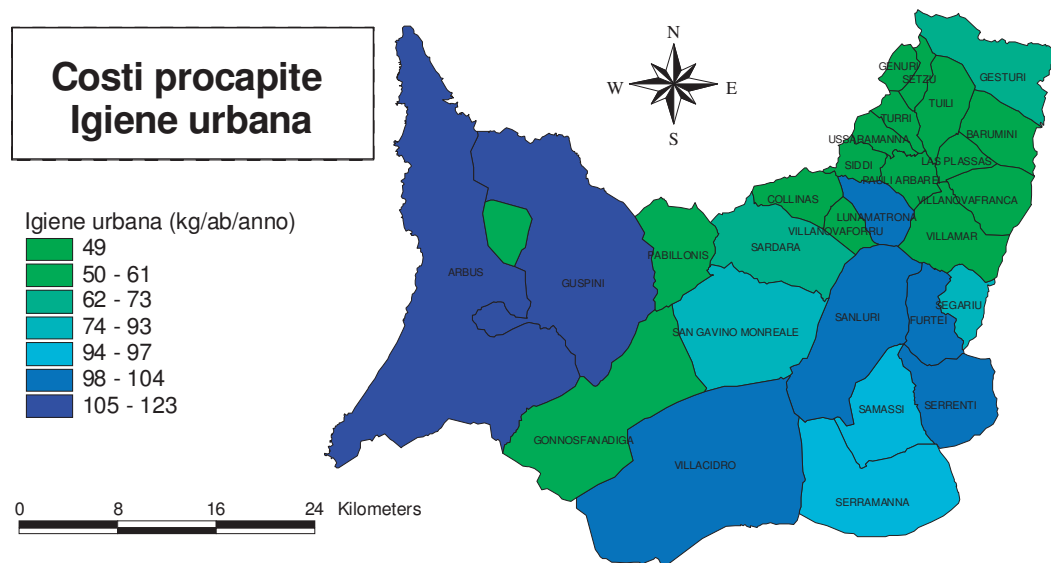 Costi procapite
Igiene urbana
N
W
E
S
Igiene urbana (kg/ab/anno)
49
50 - 61
62 - 73
74 - 93
94 - 97
98 - 104
105 - 123
0 8 16 24 Kilometers
GENURI
SETZU
GESTURI
TUILI
TURRI
USSARAMANNA
BARUMINI
SIDDI
LAS PLASSAS
PAULI ARBAREI
COLLINAS
VILLANOVAFRANCA
LUNAMATRONA
VILLANOVAFORRU
VILLAMAR
SARDARA
PABILLONIS
ARBUS
GUSPINI
SEGARIU
SANLURI
FURTEI
SAN GAVINO MONREALE
SAMASSI
SERRENTI
GONNOSFANADIGA
VILLACIDRO
SERRAMANNA